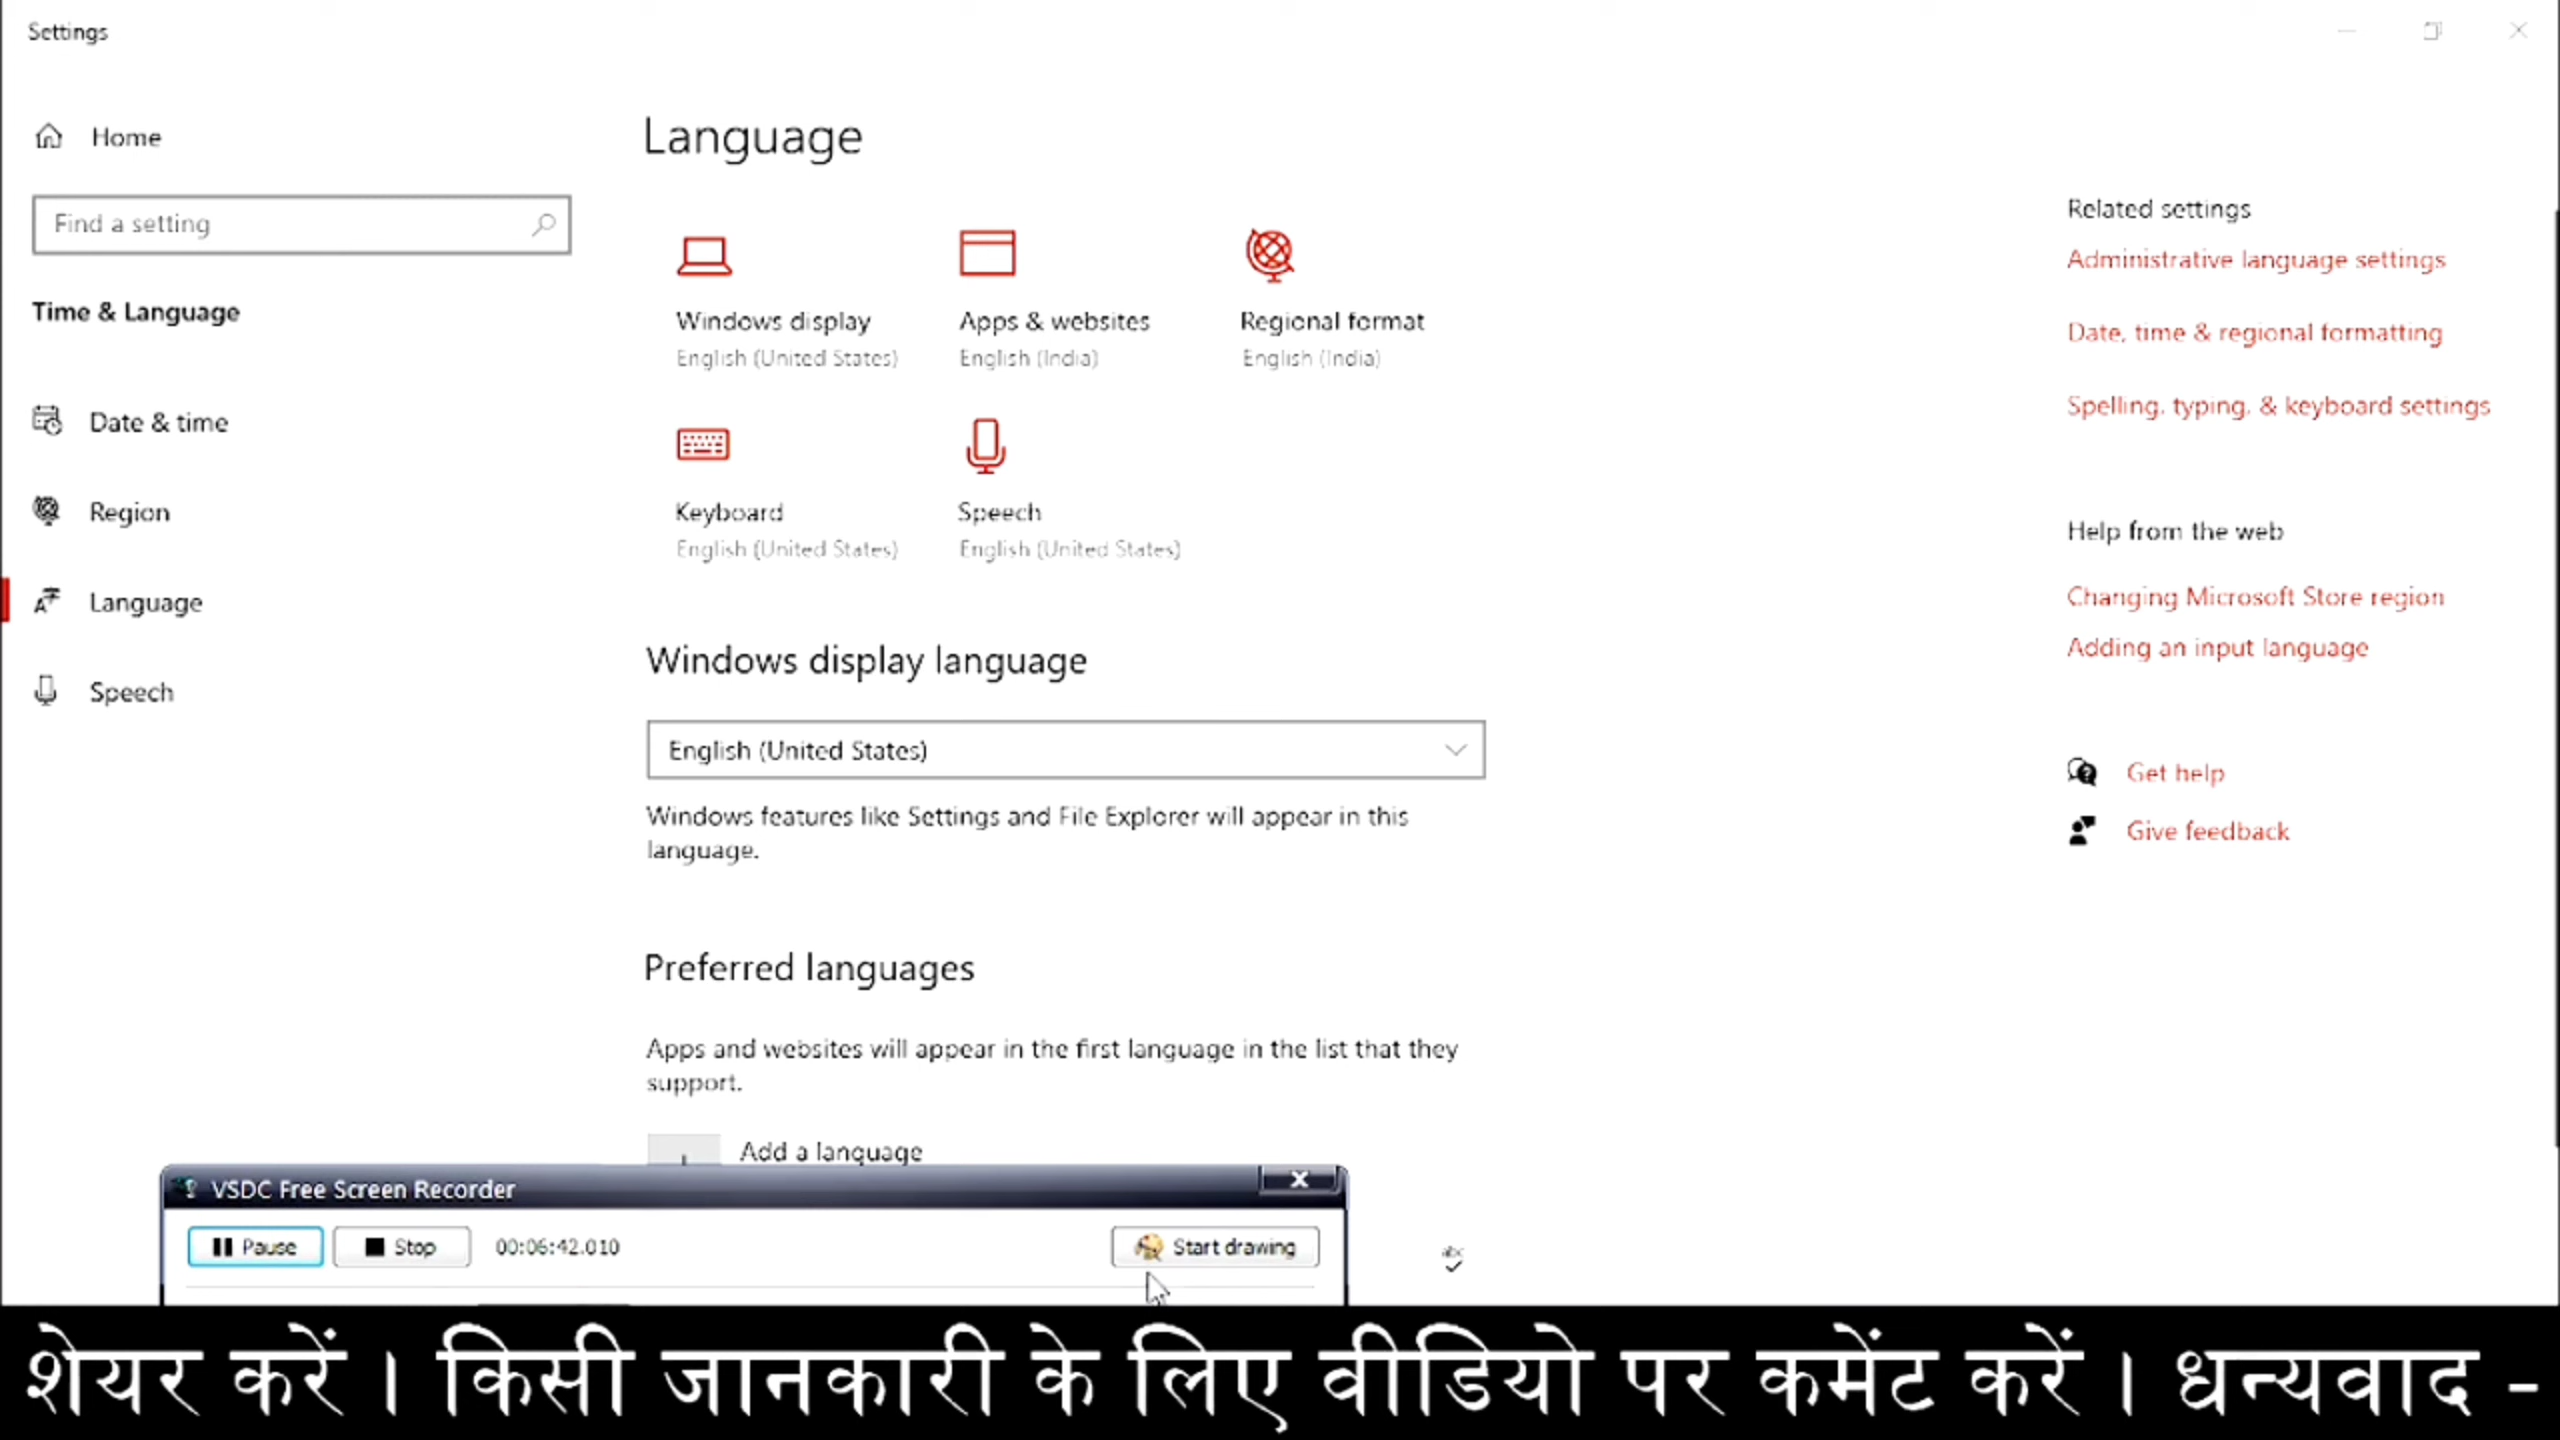 Settings
Home
Find a setting
Time & Language
Date & time
Region
Language
Speech
Language
Windows display
English (United States)
Apps & websites
English (India)
Regional format
English (India)
Keyboard
English (United States)
Speech
English (United States)
Windows display language
English (United States)
Windows features like Settings and File Explorer will appear in this
language.
Preferred languages
Apps and websites will appear in the first language in the list that they
support.
Add a language
Related settings
Administrative language settings
Date, time & regional formatting
Spelling, typing, & keyboard settings
Help from the web
Changing Microsoft Store region
Adding an input language
Get help
Give feedback
VSDC Free Screen Recorder
Pause Stop 00:06:42.010 Start drawing
abc
शेयर करें । किसी जानकारी के लिए वीडियो पर कमेंट करें । धन्यवाद -